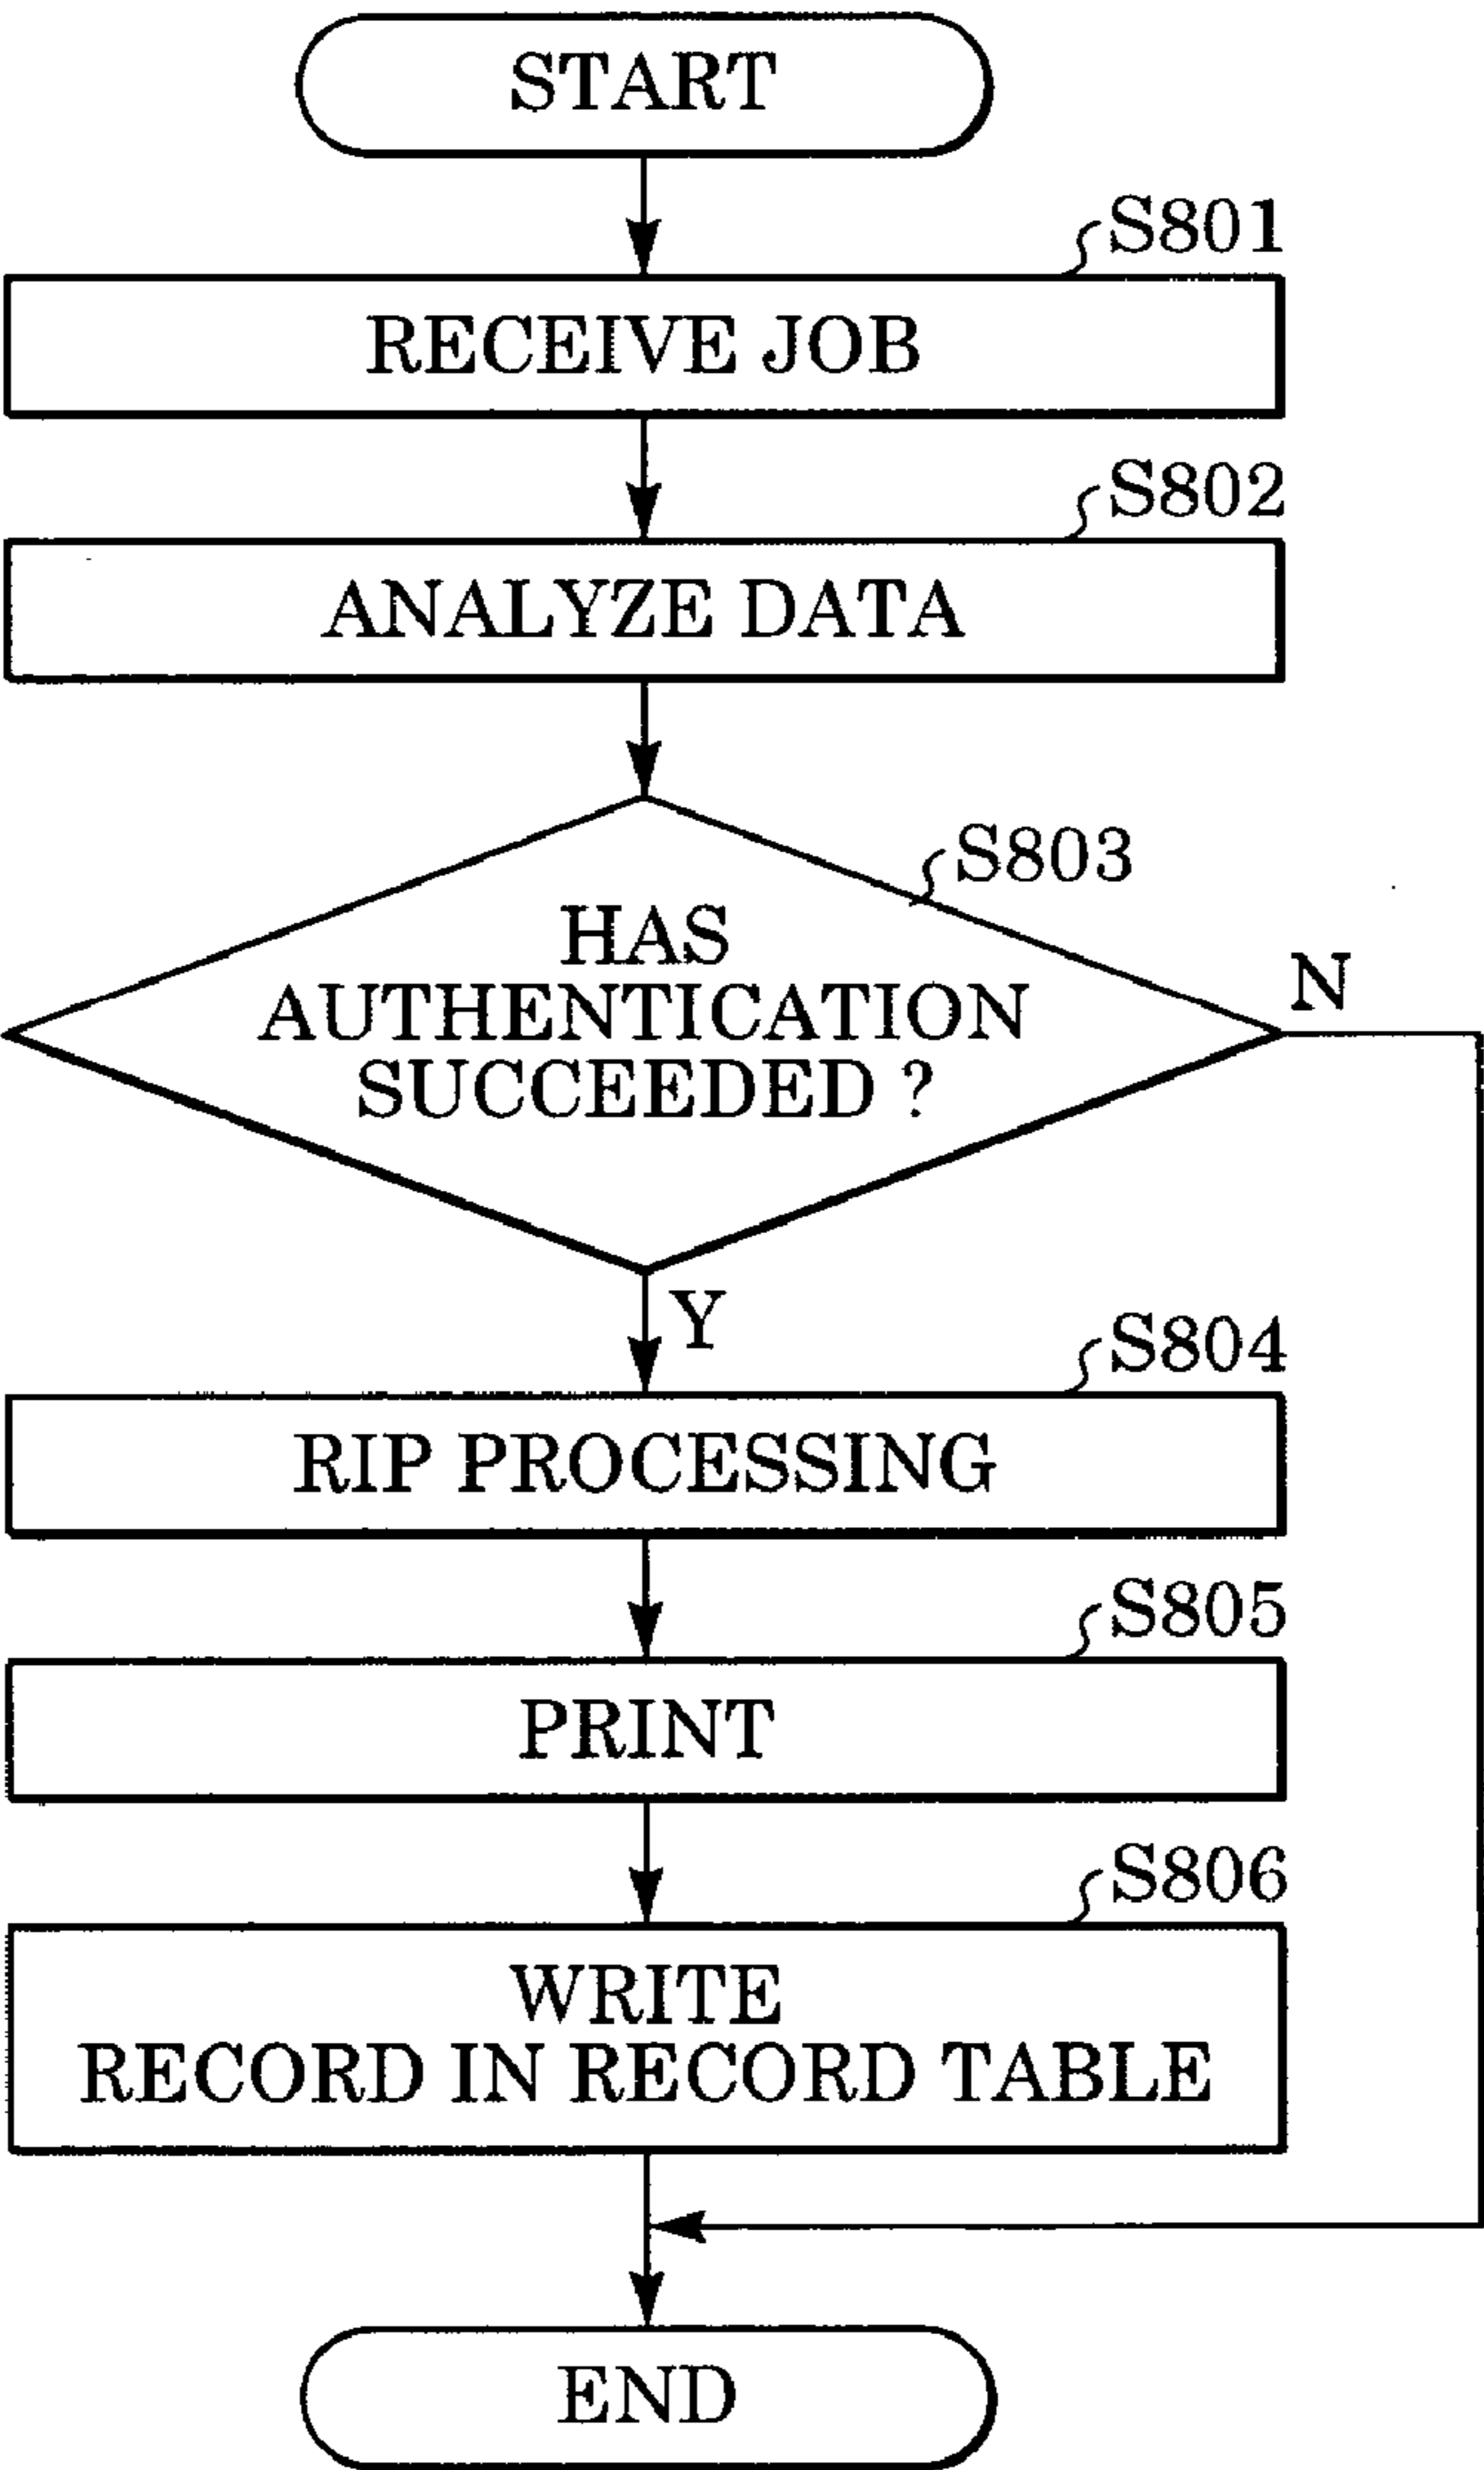 START
S801
RECEIVE JOB
S802
ANALYZE DATA
S803
HAS
AUTHENTICATION
SUCCEEDED ?
N
Y
S804
RIP PROCESSING
S805
PRINT
S806
WRITE
RECORD IN RECORD TABLE
END